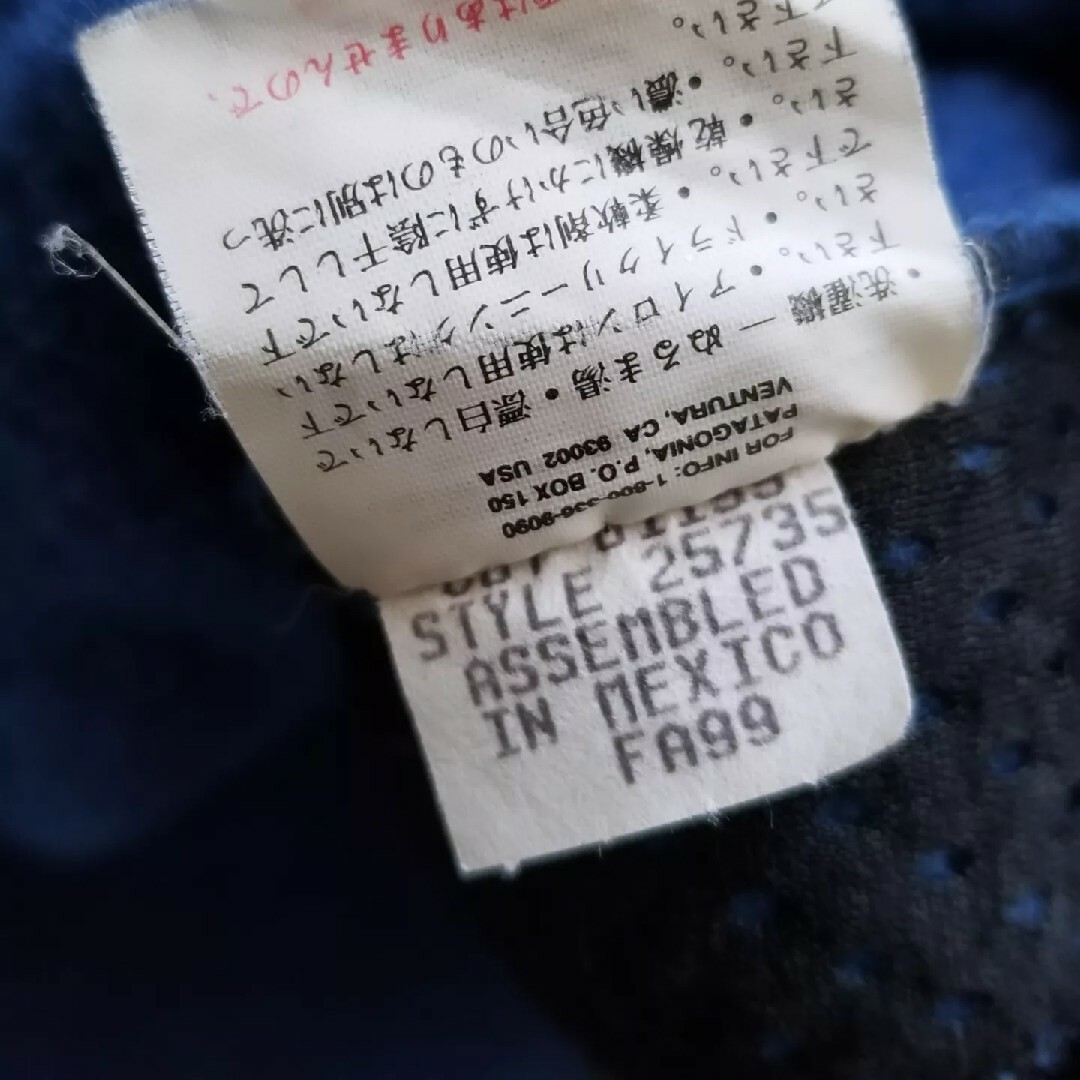 FOR INFO: 1-800-336-9090
PATAGONIA, P.O. BOX 150
VENTURA, CA 93002 USA
• 洗濯機 — ぬるま湯 • 漂白しないで
下さい。 • アイロンは使用しないで下
さい。 • ドライクリーニングはしない
で下さい。 • 柔軟剤は使用しないで下
さい。 • 乾燥機にかけずに陰干しして
下さい。 • 濃い色合いのものは別に洗っ
て下さい。
はありませんので、
STYLE 25735
ASSEMBLED
IN MEXICO
FA99